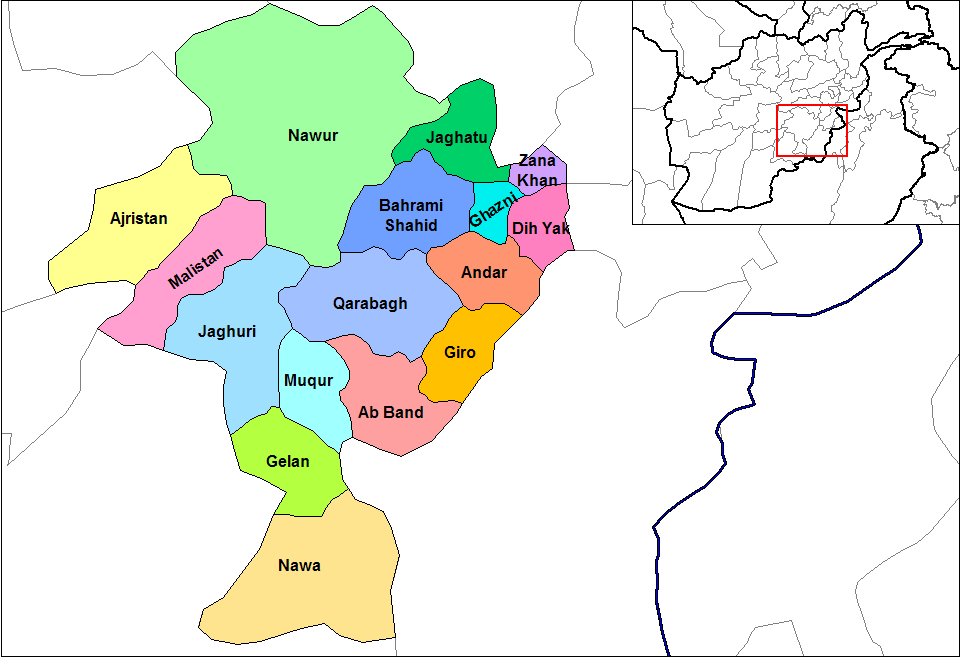 Nawur
Jaghatu
Zana
Khan
Ajristan
Bahrami
Shahid
Ghazni
Dih Yak
Malistan
Andar
Qarabagh
Jaghuri
Giro
Muqur
Ab Band
Gelan
Nawa